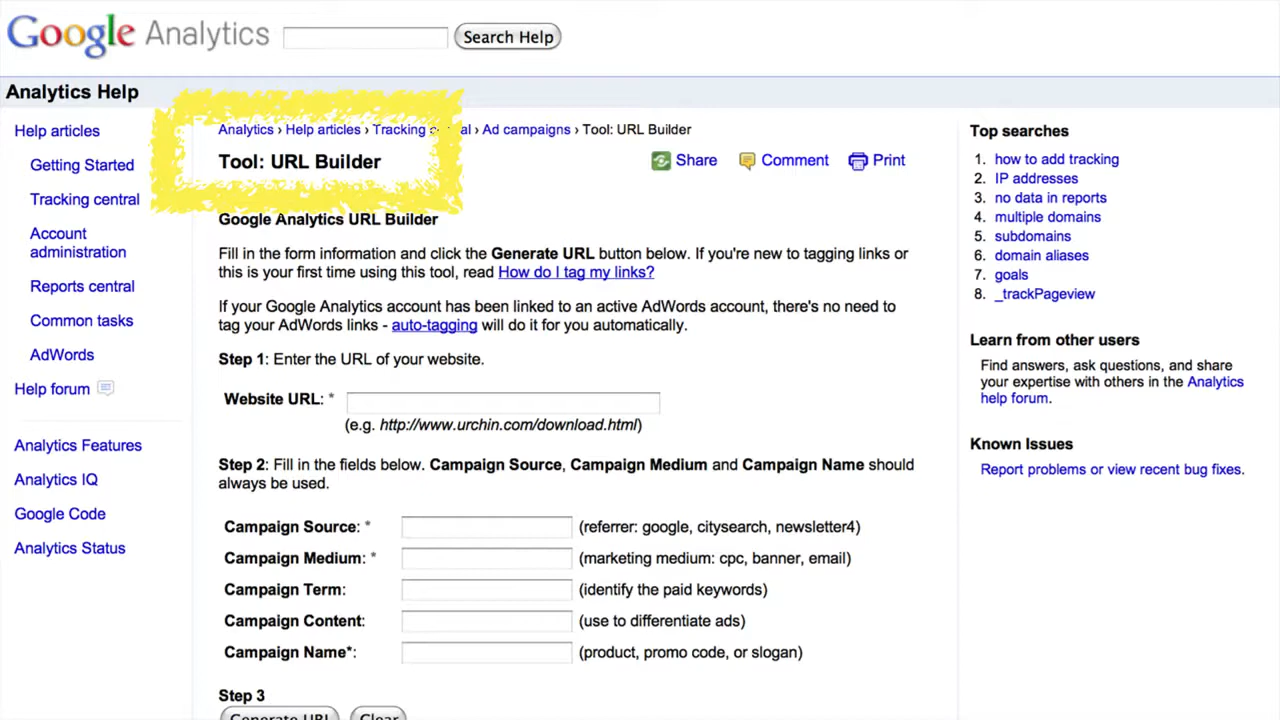 Google Analytics
Search Help
Analytics Help
Help articles
Getting Started
Tracking central
Account
administration
Reports central
Common tasks
AdWords
Help forum
Analytics Features
Analytics IQ
Google Code
Analytics Status
Analytics › Help articles › Tracking › Ad campaigns › Tool: URL Builder
Tool: URL Builder
Share
Comment
Print
Google Analytics URL Builder
Fill in the form information and click the Generate URL button below. If you're new to tagging links or
this is your first time using this tool, read How do I tag my links?
If your Google Analytics account has been linked to an active AdWords account, there's no need to
tag your AdWords links - auto-tagging will do it for you automatically.
Step 1: Enter the URL of your website.
Website URL: *
(e.g. http://www.urchin.com/download.html)
Step 2: Fill in the fields below. Campaign Source, Campaign Medium and Campaign Name should
always be used.
Campaign Source: * (referrer: google, citysearch, newsletter4)
Campaign Medium: * (marketing medium: cpc, banner, email)
Campaign Term: (identify the paid keywords)
Campaign Content: (use to differentiate ads)
Campaign Name*: (product, promo code, or slogan)
Step 3
Generate URL
Clear
Top searches
1. how to add tracking
2. IP addresses
3. no data in reports
4. multiple domains
5. subdomains
6. domain aliases
7. goals
8. _trackPageview
Learn from other users
Find answers, ask questions, and share
your expertise with others in the Analytics
help forum.
Known Issues
Report problems or view recent bug fixes.